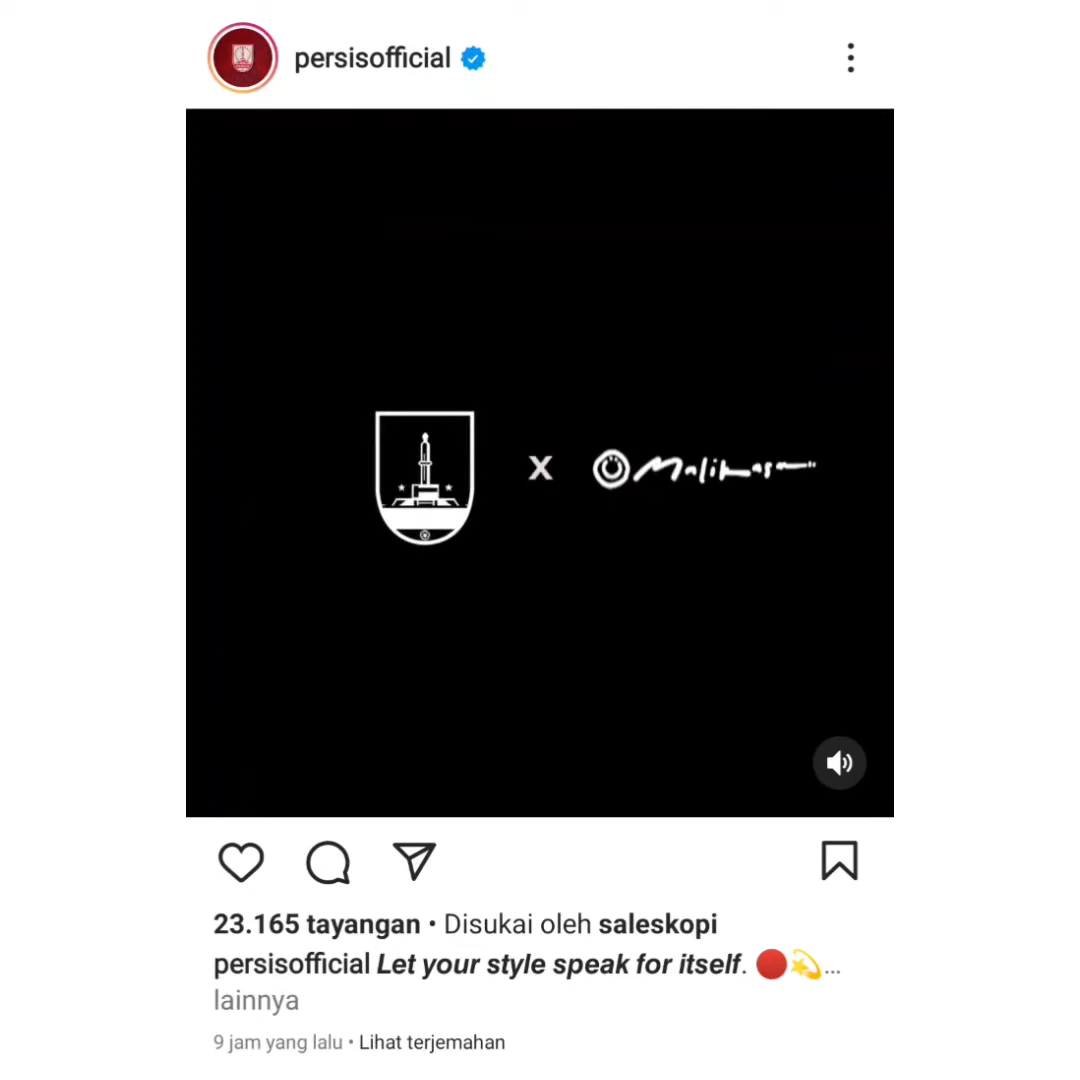 persisofficial
x
Malikasa
23.165 tayangan • Disukai oleh saleskopi
persisofficial Let your style speak for itself. 🔴💫...
lainnya
9 jam yang lalu • Lihat terjemahan